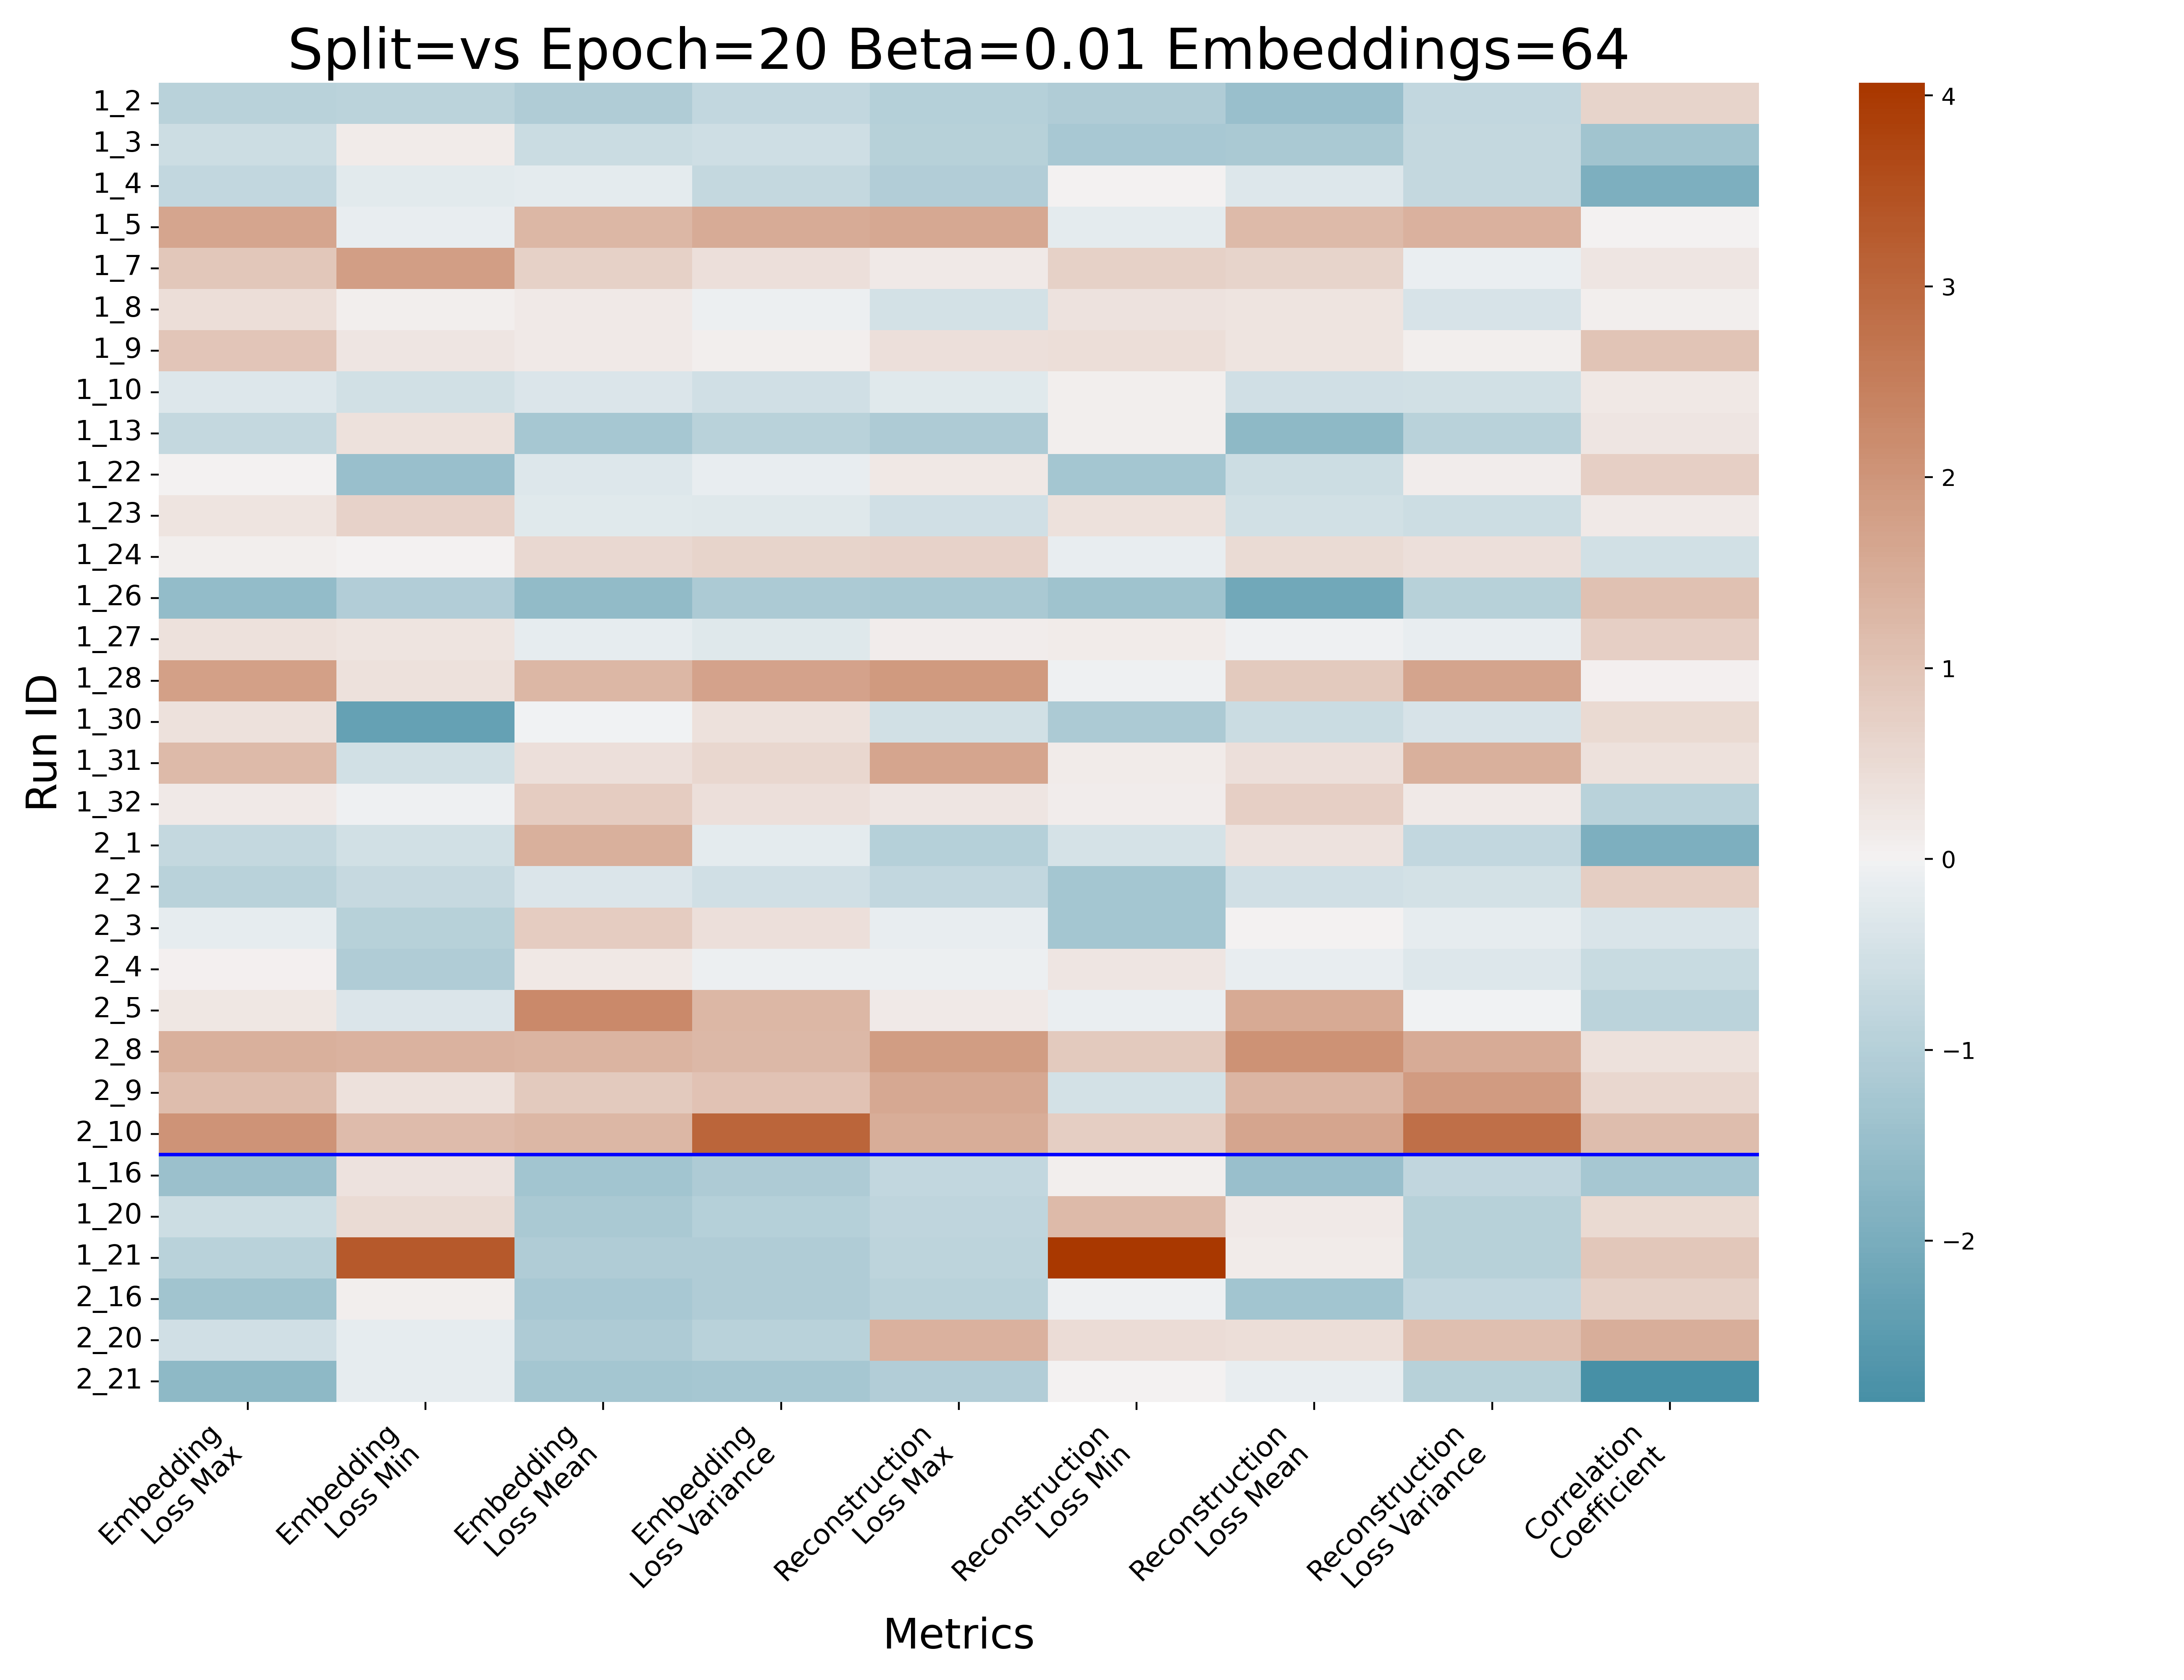 Split=vs Epoch=20 Beta=0.01 Embeddings=64
Run ID
1_2
1_3
1_4
1_5
1_7
1_8
1_9
1_10
1_13
1_22
1_23
1_24
1_26
1_27
1_28
1_30
1_31
1_32
2_1
2_2
2_3
2_4
2_5
2_8
2_9
2_10
1_16
1_20
1_21
2_16
2_20
2_21
Embedding
Loss Max
Embedding
Loss Min
Embedding
Loss Mean
Embedding
Loss Variance
Reconstruction
Loss Max
Reconstruction
Loss Min
Reconstruction
Loss Mean
Reconstruction
Loss Variance
Correlation
Coefficient
Metrics
4
3
2
1
0
−1
−2